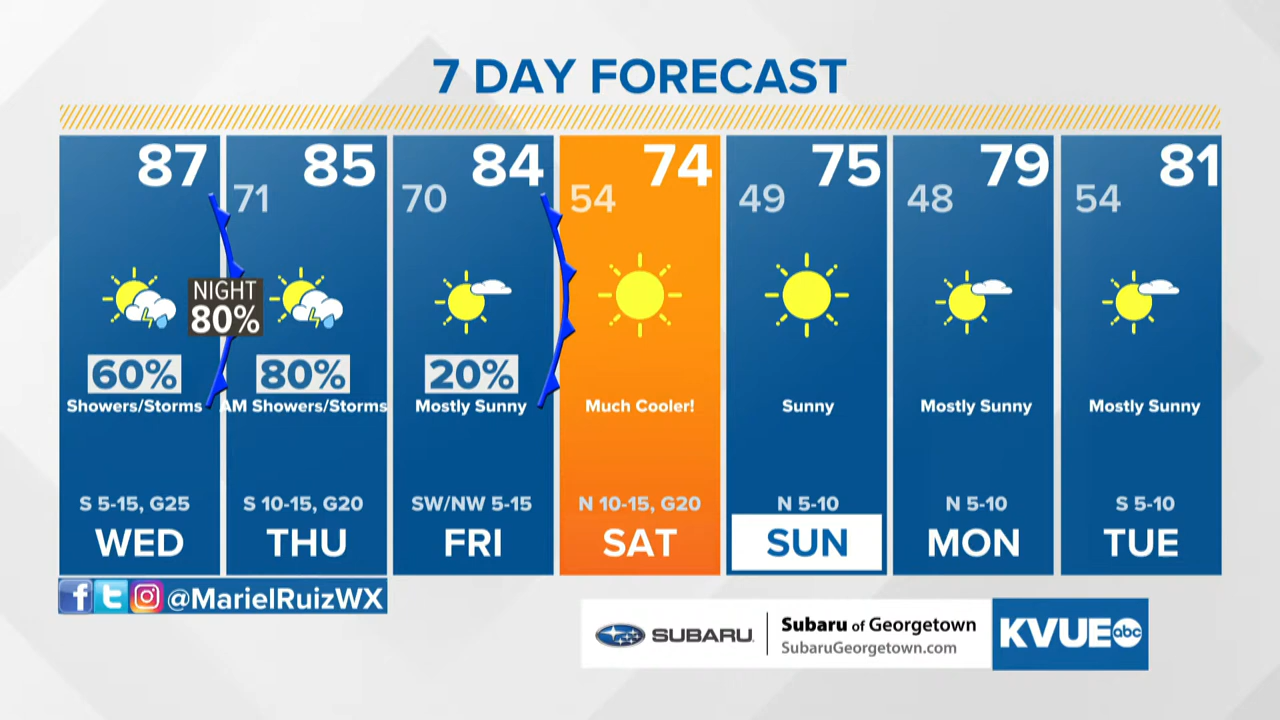 7 DAY FORECAST
87
60%
Showers/Storms
S 5-15, G25
WED
NIGHT
80%
85
71
80%
AM Showers/Storms
S 10-15, G20
THU
84
70
20%
Mostly Sunny
SW/NW 5-15
FRI
74
54
Much Cooler!
N 10-15, G20
SAT
75
49
Sunny
N 5-10
SUN
79
48
Mostly Sunny
N 5-10
MON
81
54
Mostly Sunny
S 5-10
TUE
@MarielRuizWX
SUBARU
Subaru of Georgetown
SubaruGeorgetown.com
KVUE abc